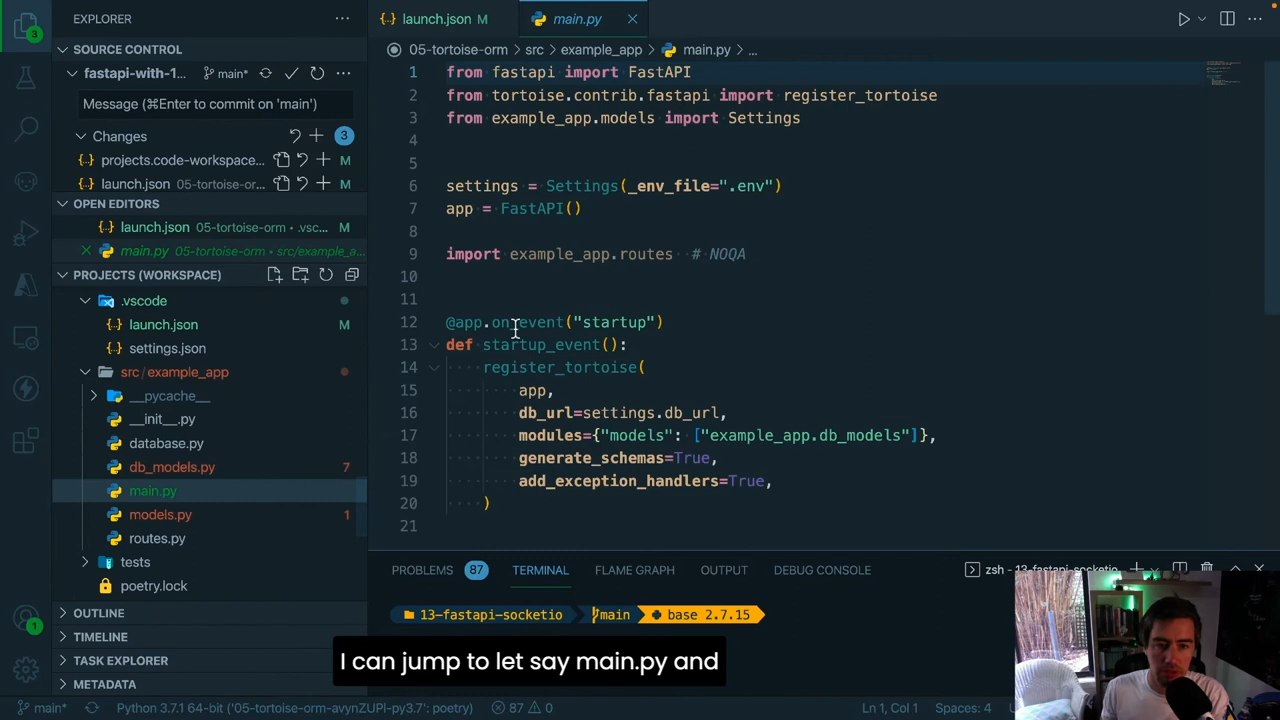 EXPLORER
SOURCE CONTROL
fastapi-with-1... main*
Message (⌘Enter to commit on 'main')
Changes 3
projects.code-workspace... M
launch.json 05-tortoise-or... M
OPEN EDITORS
launch.json 05-tortoise-orm • .vsc... M
main.py 05-tortoise-orm • src/example_a...
PROJECTS (WORKSPACE)
.vscode
launch.json M
settings.json
src/example_app
__pycache__
__init__.py
database.py
db_models.py 7
main.py
models.py 1
routes.py
tests
poetry.lock
OUTLINE
TIMELINE
TASK EXPLORER
METADATA
3
1
launch.json M
main.py
05-tortoise-orm > src > example_app > main.py > ...
1 from fastapi import FastAPI
2 from tortoise.contrib.fastapi import register_tortoise
3 from example_app.models import Settings
4
5
6 settings = Settings(_env_file=".env")
7 app = FastAPI()
8
9 import example_app.routes # NOQA
10
11
12 @app.on_event("startup")
13 def startup_event():
14 register_tortoise(
15 app,
16 db_url=settings.db_url,
17 modules={"models": ["example_app.db_models"]},
18 generate_schemas=True,
19 add_exception_handlers=True,
20 )
21
PROBLEMS 87 TERMINAL FILE GRAPH OUTPUT DEBUG CONSOLE
zsh - 13-fastapi-socketio
13-fastapi-socketio main base 2.7.15
I can jump to let say main.py and
main* Python 3.7.1 64-bit ('05-tortoise-orm-avynZUPI-py3.7': poetry) 87 0 Ln 1, Col 1 Spaces: 4